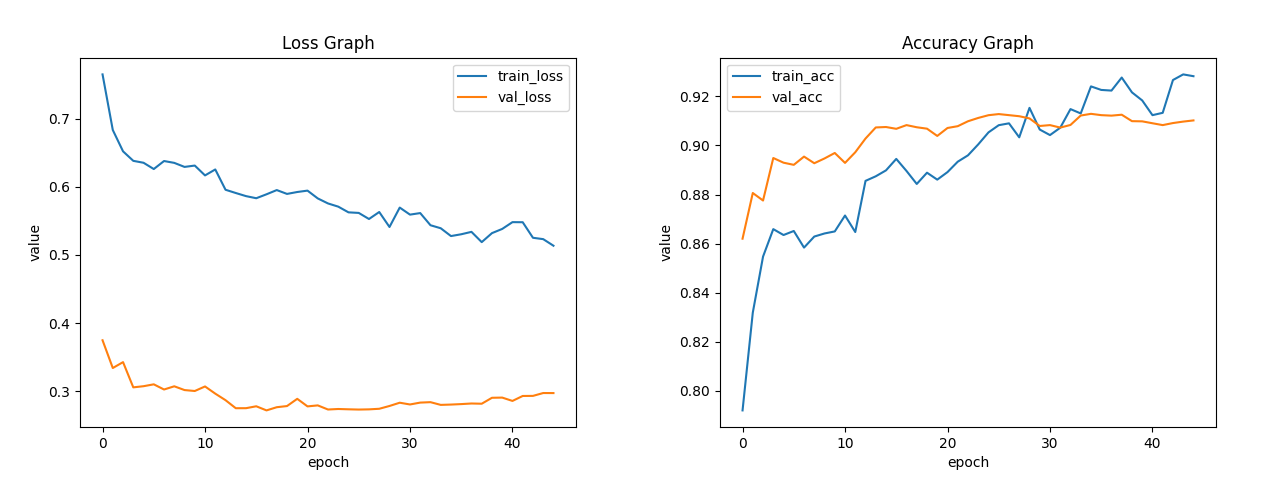 Loss Graph
value
0.7
0.6
0.5
0.4
0.3
train_loss
val_loss
0 10 20 30 40
epoch
Accuracy Graph
value
0.92
0.90
0.88
0.86
0.84
0.82
0.80
train_acc
val_acc
0 10 20 30 40
epoch